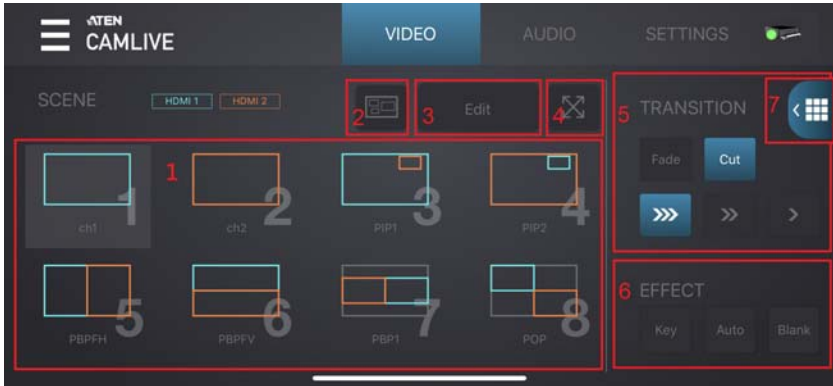 ATEN
CAMLIVE
VIDEO
AUDIO
SETTINGS
SCENE
HDMI 1
HDMI 2
2
3
Edit
4
5
TRANSITION
7
1
1
ch1
2
ch2
3
PIP1
4
PIP2
Fade
Cut
5
PBPFH
6
PBPFV
7
PBP1
8
POP
6
EFFECT
Key
Auto
Blank